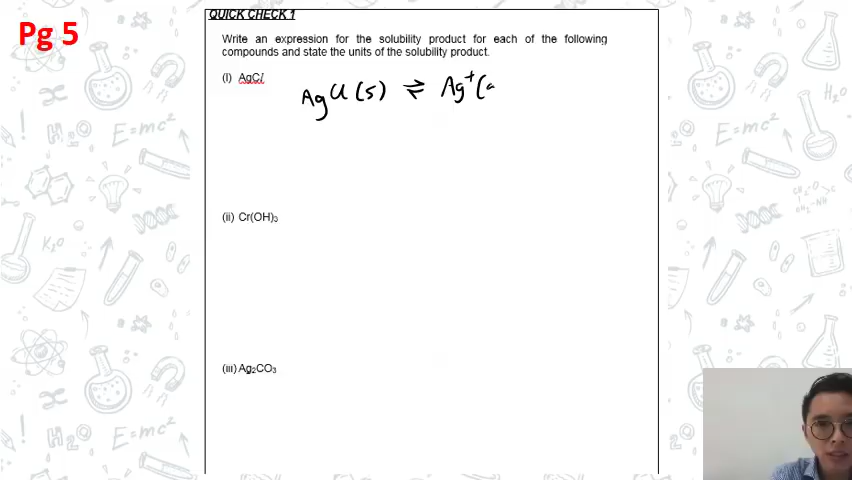 Pg 5
QUICK CHECK 1
Write an expression for the solubility product for each of the following
compounds and state the units of the solubility product.
(I) AgCl
AgCl (s) ⇌ Ag⁺(
(ii) Cr(OH)₃
(iii) Ag₂CO₃